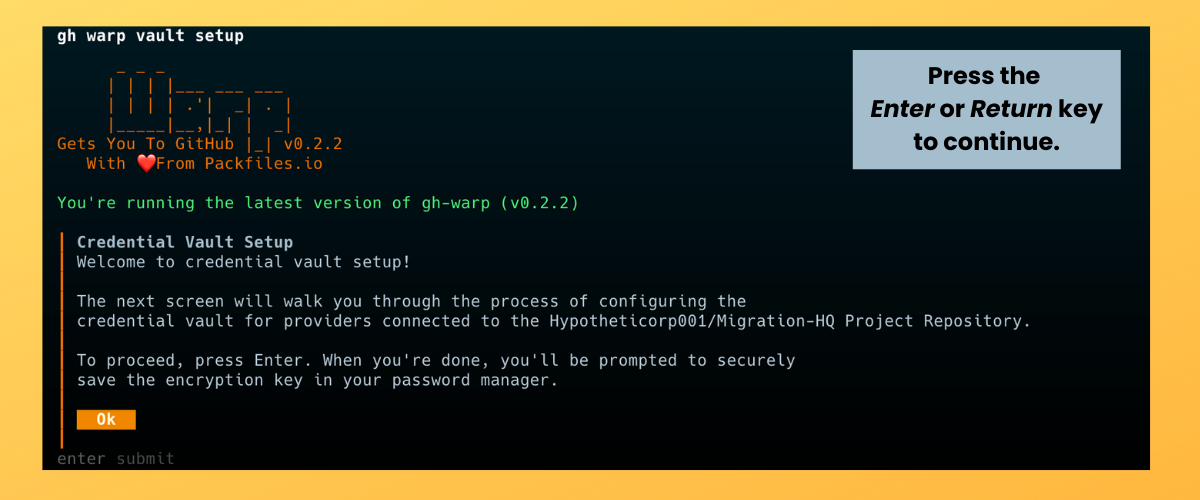 gh warp vault setup
Warp
Gets You To GitHub |_| v0.2.2
With ❤️From Packfiles.io
You're running the latest version of gh-warp (v0.2.2)
Credential Vault Setup
Welcome to credential vault setup!
The next screen will walk you through the process of configuring the
credential vault for providers connected to the Hypotheticorp001/Migration-HQ Project Repository.
To proceed, press Enter. When you're done, you'll be prompted to securely
save the encryption key in your password manager.
Ok
enter submit
Press the
Enter or Return key
to continue.